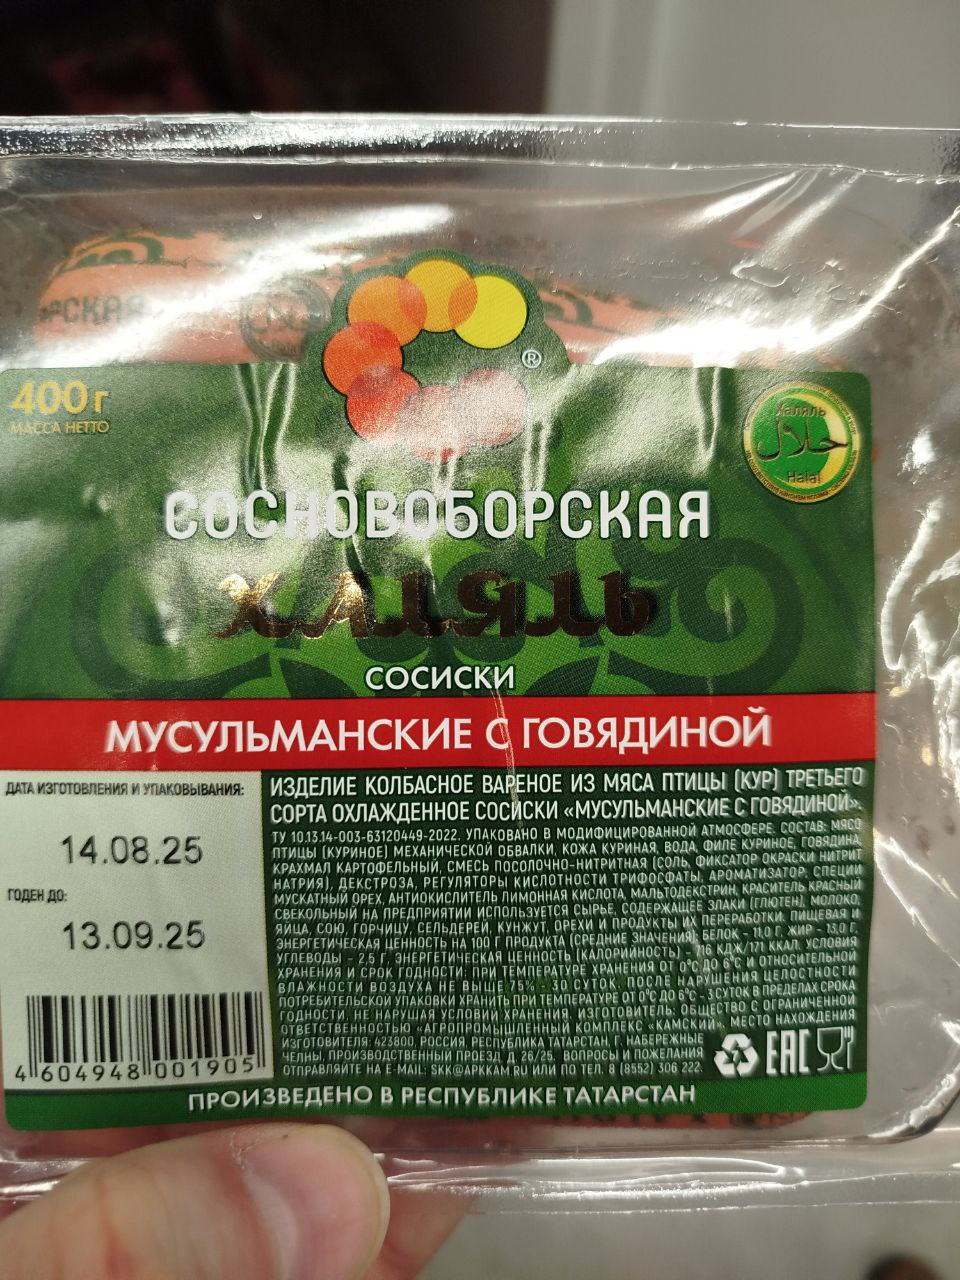 ОРСКАЯ
400 г
МАССА НЕТТО
®
Халяль
حلال
Halal
СОСНОВОБОРСКАЯ
ХАЛЯЛЬ
СОСИСКИ
МУСУЛЬМАНСКИЕ С ГОВЯДИНОЙ
ДАТА ИЗГОТОВЛЕНИЯ И УПАКОВЫВАНИЯ:
14.08.25
ГОДЕН ДО:
13.09.25
4 604948 001905
ИЗДЕЛИЕ КОЛБАСНОЕ ВАРЕНОЕ ИЗ МЯСА ПТИЦЫ (КУР) ТРЕТЬЕГО
СОРТА ОХЛАЖДЕННОЕ СОСИСКИ «МУСУЛЬМАНСКИЕ С ГОВЯДИНОЙ».
ТУ 10.13.14-003-63120449-2022. УПАКОВАНО В МОДИФИЦИРОВАННОЙ АТМОСФЕРЕ. СОСТАВ: МЯСО
ПТИЦЫ (КУРИНОЕ) МЕХАНИЧЕСКОЙ ОБВАЛКИ, КОЖА КУРИНАЯ, ВОДА, ФИЛЕ КУРИНОЕ, ГОВЯДИНА,
КРАХМАЛ КАРТОФЕЛЬНЫЙ, СМЕСЬ ПОСОЛОЧНО-НИТРИТНАЯ (СОЛЬ, ФИКСАТОР ОКРАСКИ НИТРИТ
НАТРИЯ), ДЕКСТРОЗА, РЕГУЛЯТОРЫ КИСЛОТНОСТИ ТРИФОСФАТЫ, АРОМАТИЗАТОР, СПЕЦИИ
МУСКАТНЫЙ ОРЕХ, АНТИОКИСЛИТЕЛЬ ЛИМОННАЯ КИСЛОТА, МАЛЬТОДЕКСТРИН, КРАСИТЕЛЬ КРАСНЫЙ
СВЕКОЛЬНЫЙ НА ПРЕДПРИЯТИИ ИСПОЛЬЗУЕТСЯ СЫРЬЕ, СОДЕРЖАЩЕЕ ЗЛАКИ (ГЛЮТЕН), МОЛОКО,
ЯЙЦА, СОЮ, ГОРЧИЦУ, СЕЛЬДЕРЕЙ, КУНЖУТ, ОРЕХИ И ПРОДУКТЫ ИХ ПЕРЕРАБОТКИ. ПИЩЕВАЯ И
ЭНЕРГЕТИЧЕСКАЯ ЦЕННОСТЬ НА 100 Г ПРОДУКТА (СРЕДНИЕ ЗНАЧЕНИЯ): БЕЛОК - 11,0 Г, ЖИР - 13,0 Г,
УГЛЕВОДЫ - 2,5 Г, ЭНЕРГЕТИЧЕСКАЯ ЦЕННОСТЬ (КАЛОРИЙНОСТЬ) - 716 КДЖ/171 ККАЛ. УСЛОВИЯ
ХРАНЕНИЯ И СРОК ГОДНОСТИ: ПРИ ТЕМПЕРАТУРЕ ХРАНЕНИЯ ОТ 0°С ДО 6°С И ОТНОСИТЕЛЬНОЙ
ВЛАЖНОСТИ ВОЗДУХА НЕ ВЫШЕ 75% - 30 СУТОК. ПОСЛЕ НАРУШЕНИЯ ЦЕЛОСТНОСТИ
ПОТРЕБИТЕЛЬСКОЙ УПАКОВКИ ХРАНИТЬ ПРИ ТЕМПЕРАТУРЕ ОТ 0°С ДО 6°С - 3 СУТОК В ПРЕДЕЛАХ СРОКА
ГОДНОСТИ, НЕ НАРУШАЯ УСЛОВИЙ ХРАНЕНИЯ. ИЗГОТОВИТЕЛЬ: ОБЩЕСТВО С ОГРАНИЧЕННОЙ
ОТВЕТСТВЕННОСТЬЮ «АГРОПРОМЫШЛЕННЫЙ КОМПЛЕКС «КАМСКИЙ». МЕСТО НАХОЖДЕНИЯ
ИЗГОТОВИТЕЛЯ: 423800, РОССИЯ, РЕСПУБЛИКА ТАТАРСТАН, Г. НАБЕРЕЖНЫЕ
ЧЕЛНЫ, ПРОИЗВОДСТВЕННЫЙ ПРОЕЗД, Д. 26/25. ВОПРОСЫ И ПОЖЕЛАНИЯ
ОТПРАВЛЯЙТЕ НА E-MAIL: SKK@APKKAM.RU ИЛИ ПО ТЕЛ. 8 (8552) 306 222.
EAC
ПРОИЗВЕДЕНО В РЕСПУБЛИКЕ ТАТАРСТАН